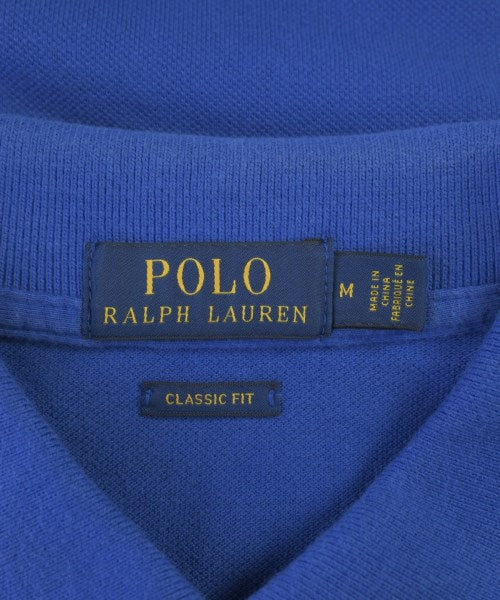 POLO
RALPH LAUREN
M
MADE IN
CHINA
FABRIQUÉ EN
CHINE
CLASSIC FIT